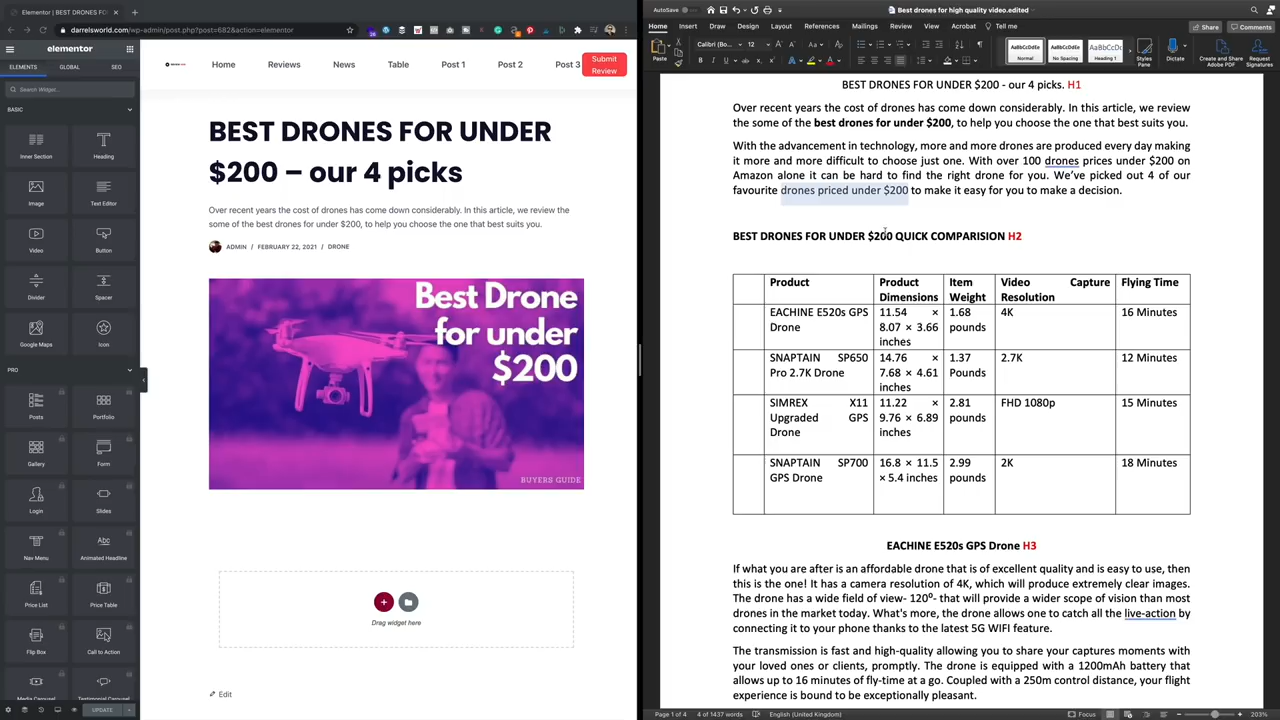 darrelsworld.com/wp-admin/post.php?post=682&action=elementor
elementor
ELEMENTS
GLOBAL
SEO
Search Widget...
BASIC
Inner Section
Heading
Image
Text Editor
Video
Button
Divider
Spacer
Google Maps
Icon
PRO
Posts
Portfolio
Gallery
Form
Login
Slides
Nav Menu
Animated Headline
Price List
Price Table
Flip Box
Call to Action
Media Carousel
Testimonial Carousel
UPDATE
Home
Reviews
News
Table
Post 1
Post 2
Post 3
Submit
Review
BEST DRONES FOR UNDER
$200 – our 4 picks
Over recent years the cost of drones has come down considerably. In this article, we review the
some of the best drones for under $200, to help you choose the one that best suits you.
ADMIN / FEBRUARY 22, 2021 / DRONE
Best Drone
for under
$200
BUYERS GUIDE
Drag widget here
Edit
AutoSave
Best Drones for high quality video.edited
Home
Insert
Draw
Design
Layout
References
Mailings
Review
View
Acrobat
Tell me
Share
Comments
Paste
Calibri (Bo...
12
AaBbCcDdEe
Normal
AaBbCcDdEe
No Spacing
AaBbCcDc
Heading 1
Styles
Pane
Dictate
Create and Share
Adobe PDF
Request
Signatures
BEST DRONES FOR UNDER $200 - our 4 picks. H1
Over recent years the cost of drones has come down considerably. In this article, we review
the some of the best drones for under $200, to help you choose the one that best suits you.
With the advancement in technology, more and more drones are produced every day making
it more and more difficult to choose just one. With over 100 drones prices under $200 on
Amazon alone it can be hard to find the right drone for you. We've picked out 4 of our
favourite drones priced under $200 to make it easy for you to make a decision.
BEST DRONES FOR UNDER $200 QUICK COMPARISION H2
Product
Product Dimensions
Item Weight
Video Capture Resolution
Flying Time
EACHINE E520s GPS Drone
11.54 × 8.07 × 3.66 inches
1.68 pounds
4K
16 Minutes
SNAPTAIN SP650 Pro 2.7K Drone
14.76 × 7.68 × 4.61 inches
1.37 Pounds
2.7K
12 Minutes
SIMREX X11 Upgraded GPS Drone
11.22 × 9.76 × 6.89 inches
2.81 pounds
FHD 1080p
15 Minutes
SNAPTAIN SP700 GPS Drone
16.8 × 11.5 × 5.4 inches
2.99 pounds
2K
18 Minutes
EACHINE E520s GPS Drone H3
If what you are after is an affordable drone that is of excellent quality and is easy to use, then
this is the one! It has a camera resolution of 4K, which will produce extremely clear images.
The drone has a wide field of view- 120⁰- that will provide a wider scope of vision than most
drones in the market today. What's more, the drone allows one to catch all the live-action by
connecting it to your phone thanks to the latest 5G WIFI feature.
The transmission is fast and high-quality allowing you to share your captures moments with
your loved ones or clients, promptly. The drone is equipped with a 1200mAh battery that
allows up to 16 minutes of fly-time at a go. Coupled with a 250m control distance, your flight
experience is bound to be exceptionally pleasant.
Page 1 of 4
4 of 1437 words
English (United Kingdom)
Focus
203%